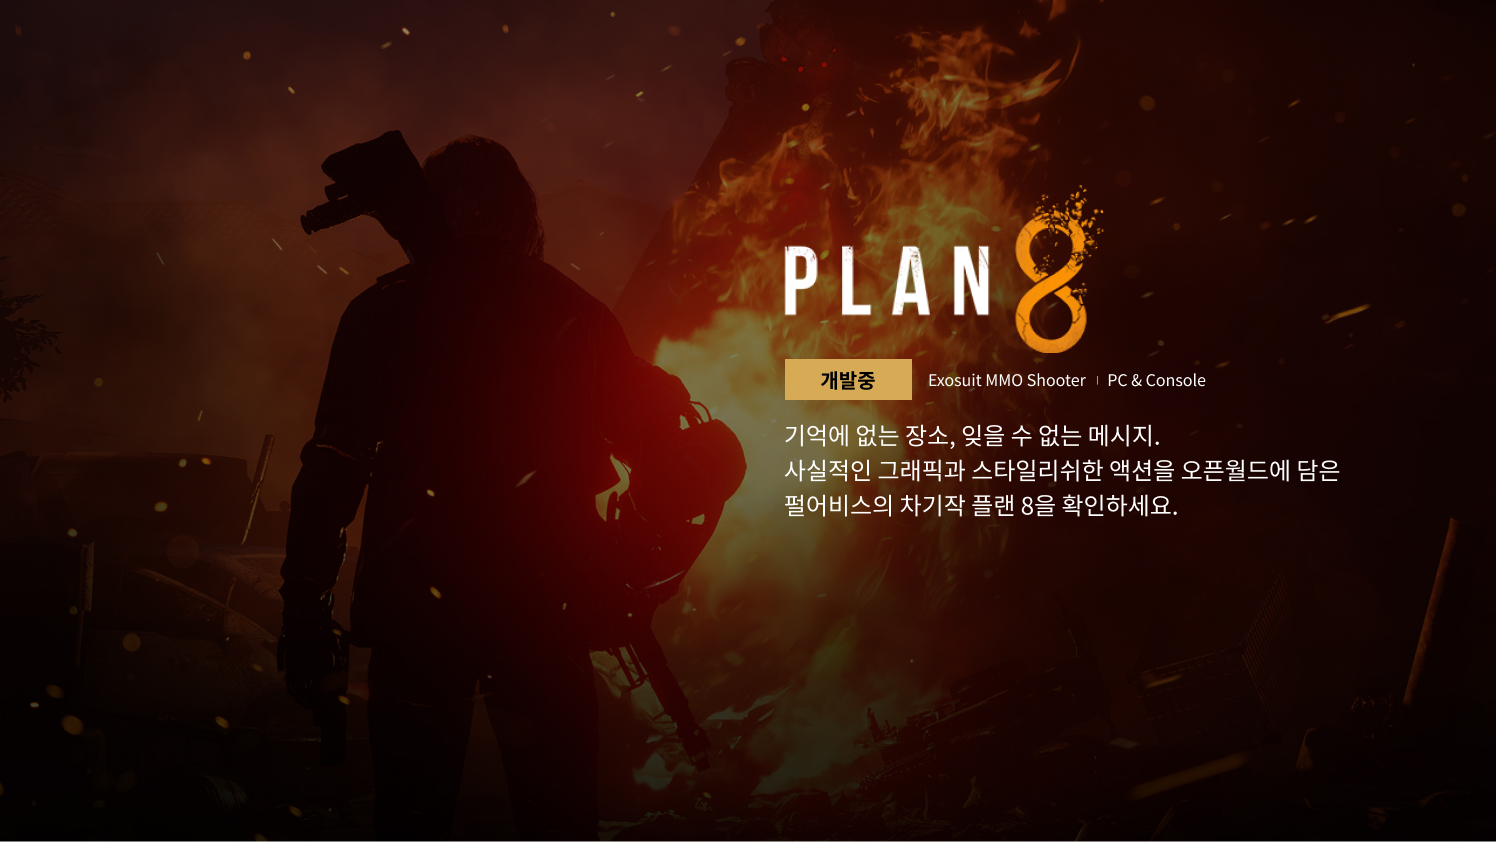 PLAN 8
개발중 Exosuit MMO Shooter | PC & Console
기억에 없는 장소, 잊을 수 없는 메시지.
사실적인 그래픽과 스타일리쉬한 액션을 오픈월드에 담은
펄어비스의 차기작 플랜 8을 확인하세요.